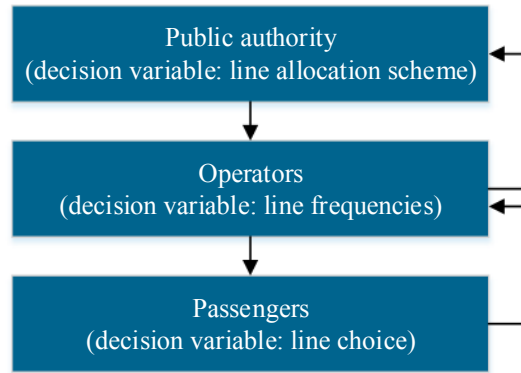 Public authority
(decision variable: line allocation scheme)
Operators
(decision variable: line frequencies)
Passengers
(decision variable: line choice)